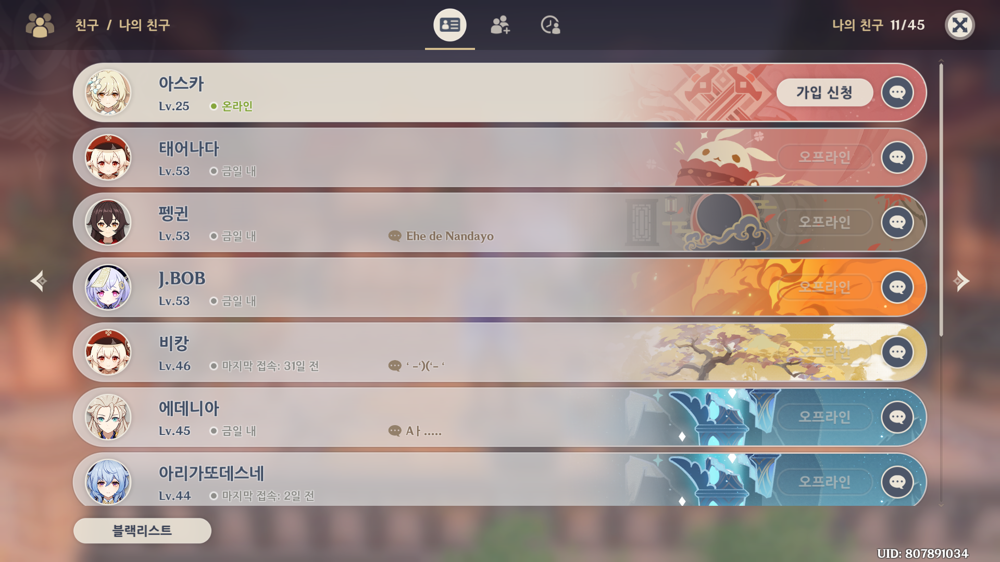 친구 / 나의 친구
나의 친구 11/45
아스카
Lv.25 온라인
가입 신청
태어나다
Lv.53 금일 내
오프라인
펭귄
Lv.53 금일 내
Ehe de Nandayo
오프라인
J.BOB
Lv.53 금일 내
오프라인
비캉
Lv.46 마지막 접속: 31일 전
‘ -‘)(‘- ‘
오프라인
에데니아
Lv.45 금일 내
Aㅏ.....
오프라인
아리가또데스네
Lv.44 마지막 접속: 2일 전
오프라인
블랙리스트
UID: 807891034